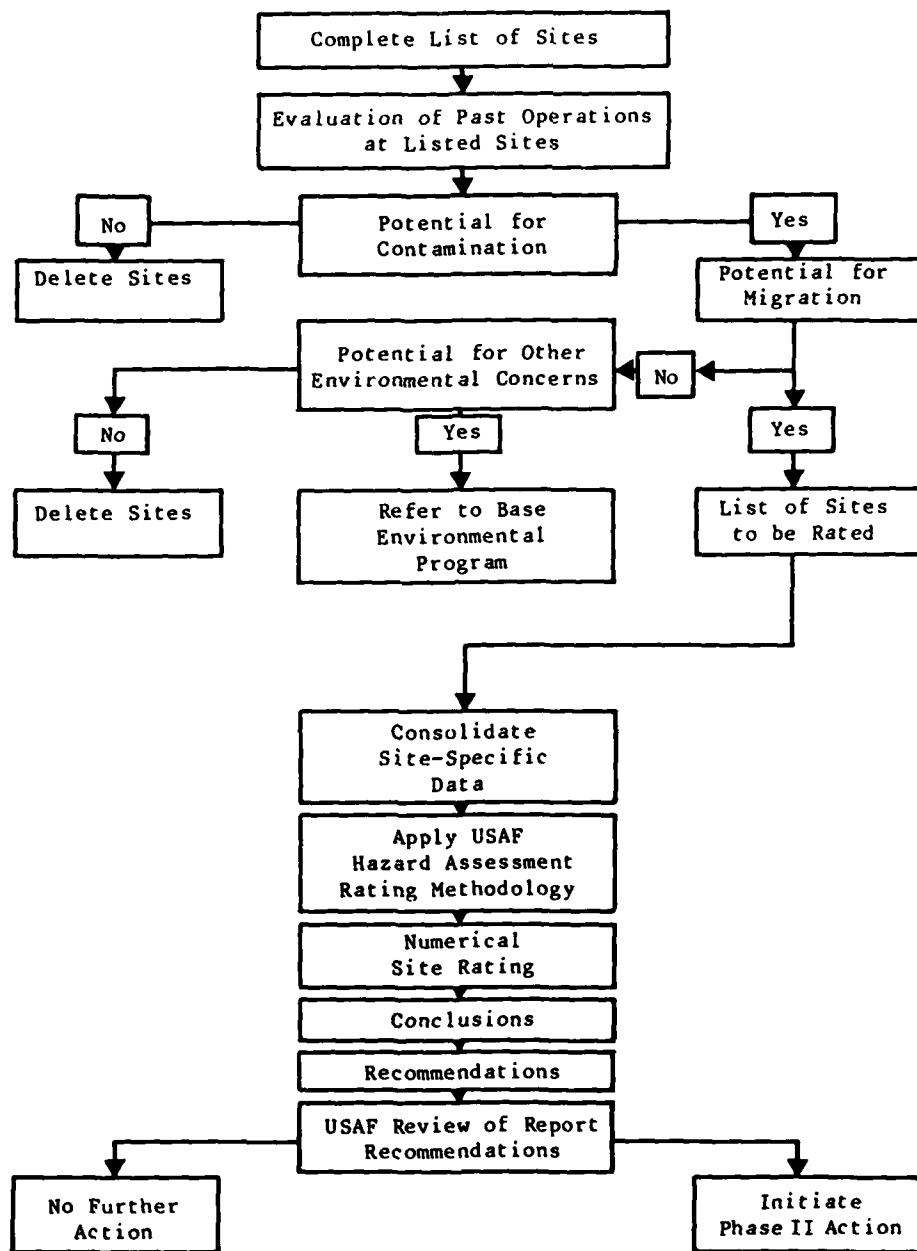 Complete List of Sites
Evaluation of Past Operations
at Listed Sites
No
Potential for
Contamination
Yes
Delete Sites
Potential for
Migration
Potential for Other
Environmental Concerns
No
No
Yes
Yes
Delete Sites
Refer to Base
Environmental
Program
List of Sites
to be Rated
Consolidate
Site-Specific
Data
Apply USAF
Hazard Assessment
Rating Methodology
Numerical
Site Rating
Conclusions
Recommendations
USAF Review of Report
Recommendations
No Further
Action
Initiate
Phase II Action